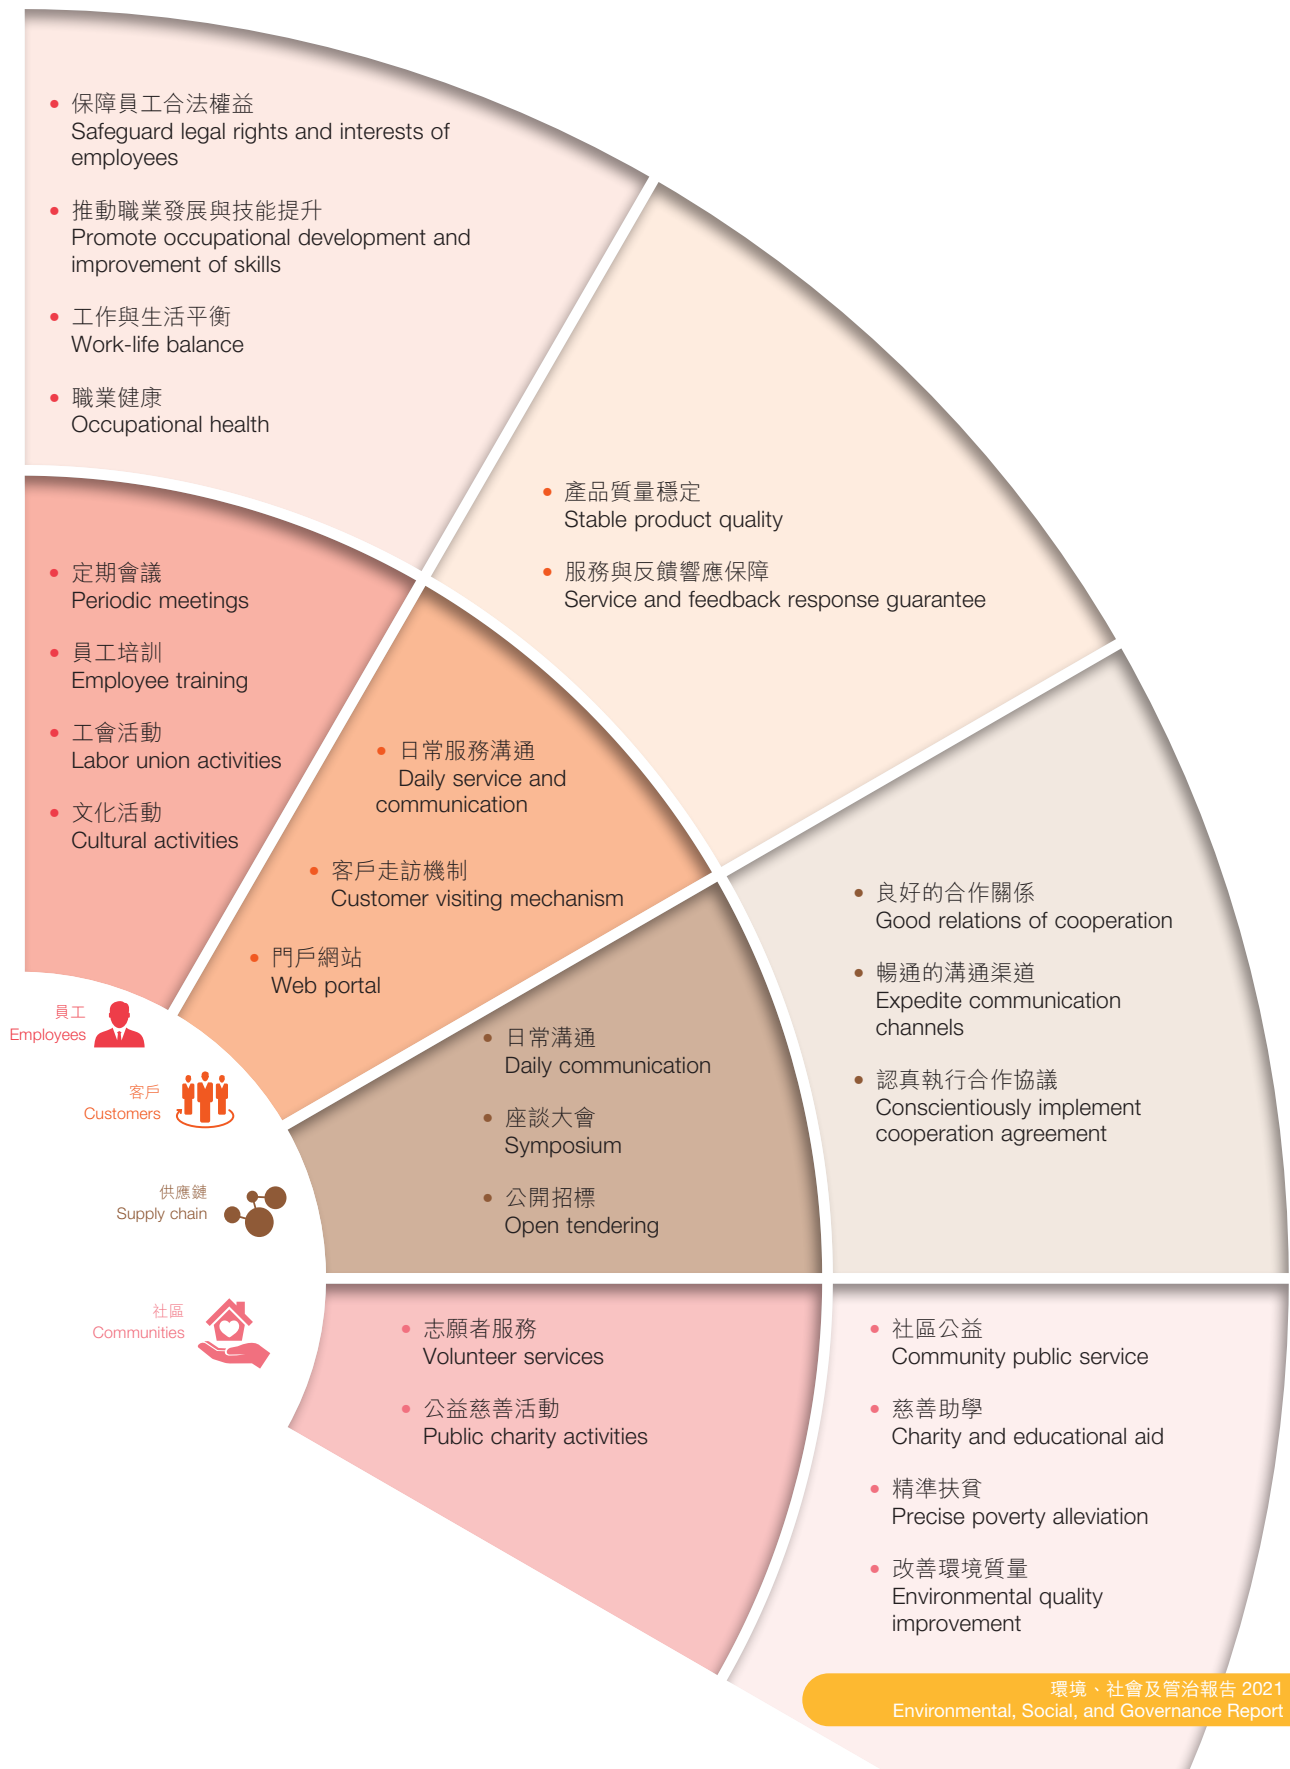 • 保障員工合法權益
Safeguard legal rights and interests of
employees
• 推動職業發展與技能提升
Promote occupational development and
improvement of skills
• 工作與生活平衡
Work-life balance
• 職業健康
Occupational health
• 產品質量穩定
Stable product quality
• 服務與反饋響應保障
Service and feedback response guarantee
• 定期會議
Periodic meetings
• 員工培訓
Employee training
• 工會活動
Labor union activities
• 文化活動
Cultural activities
• 日常服務溝通
Daily service and
communication
• 客戶走訪機制
Customer visiting mechanism
• 門戶網站
Web portal
• 良好的合作關係
Good relations of cooperation
• 暢通的溝通渠道
Expedite communication
channels
• 認真執行合作協議
Conscientiously implement
cooperation agreement
員工
Employees
客戶
Customers
供應鏈
Supply chain
社區
Communities
• 日常溝通
Daily communication
• 座談大會
Symposium
• 公開招標
Open tendering
• 志願者服務
Volunteer services
• 公益慈善活動
Public charity activities
• 社區公益
Community public service
• 慈善助學
Charity and educational aid
• 精準扶貧
Precise poverty alleviation
• 改善環境質量
Environmental quality
improvement
環境、社會及管治報告 2021
Environmental, Social, and Governance Report